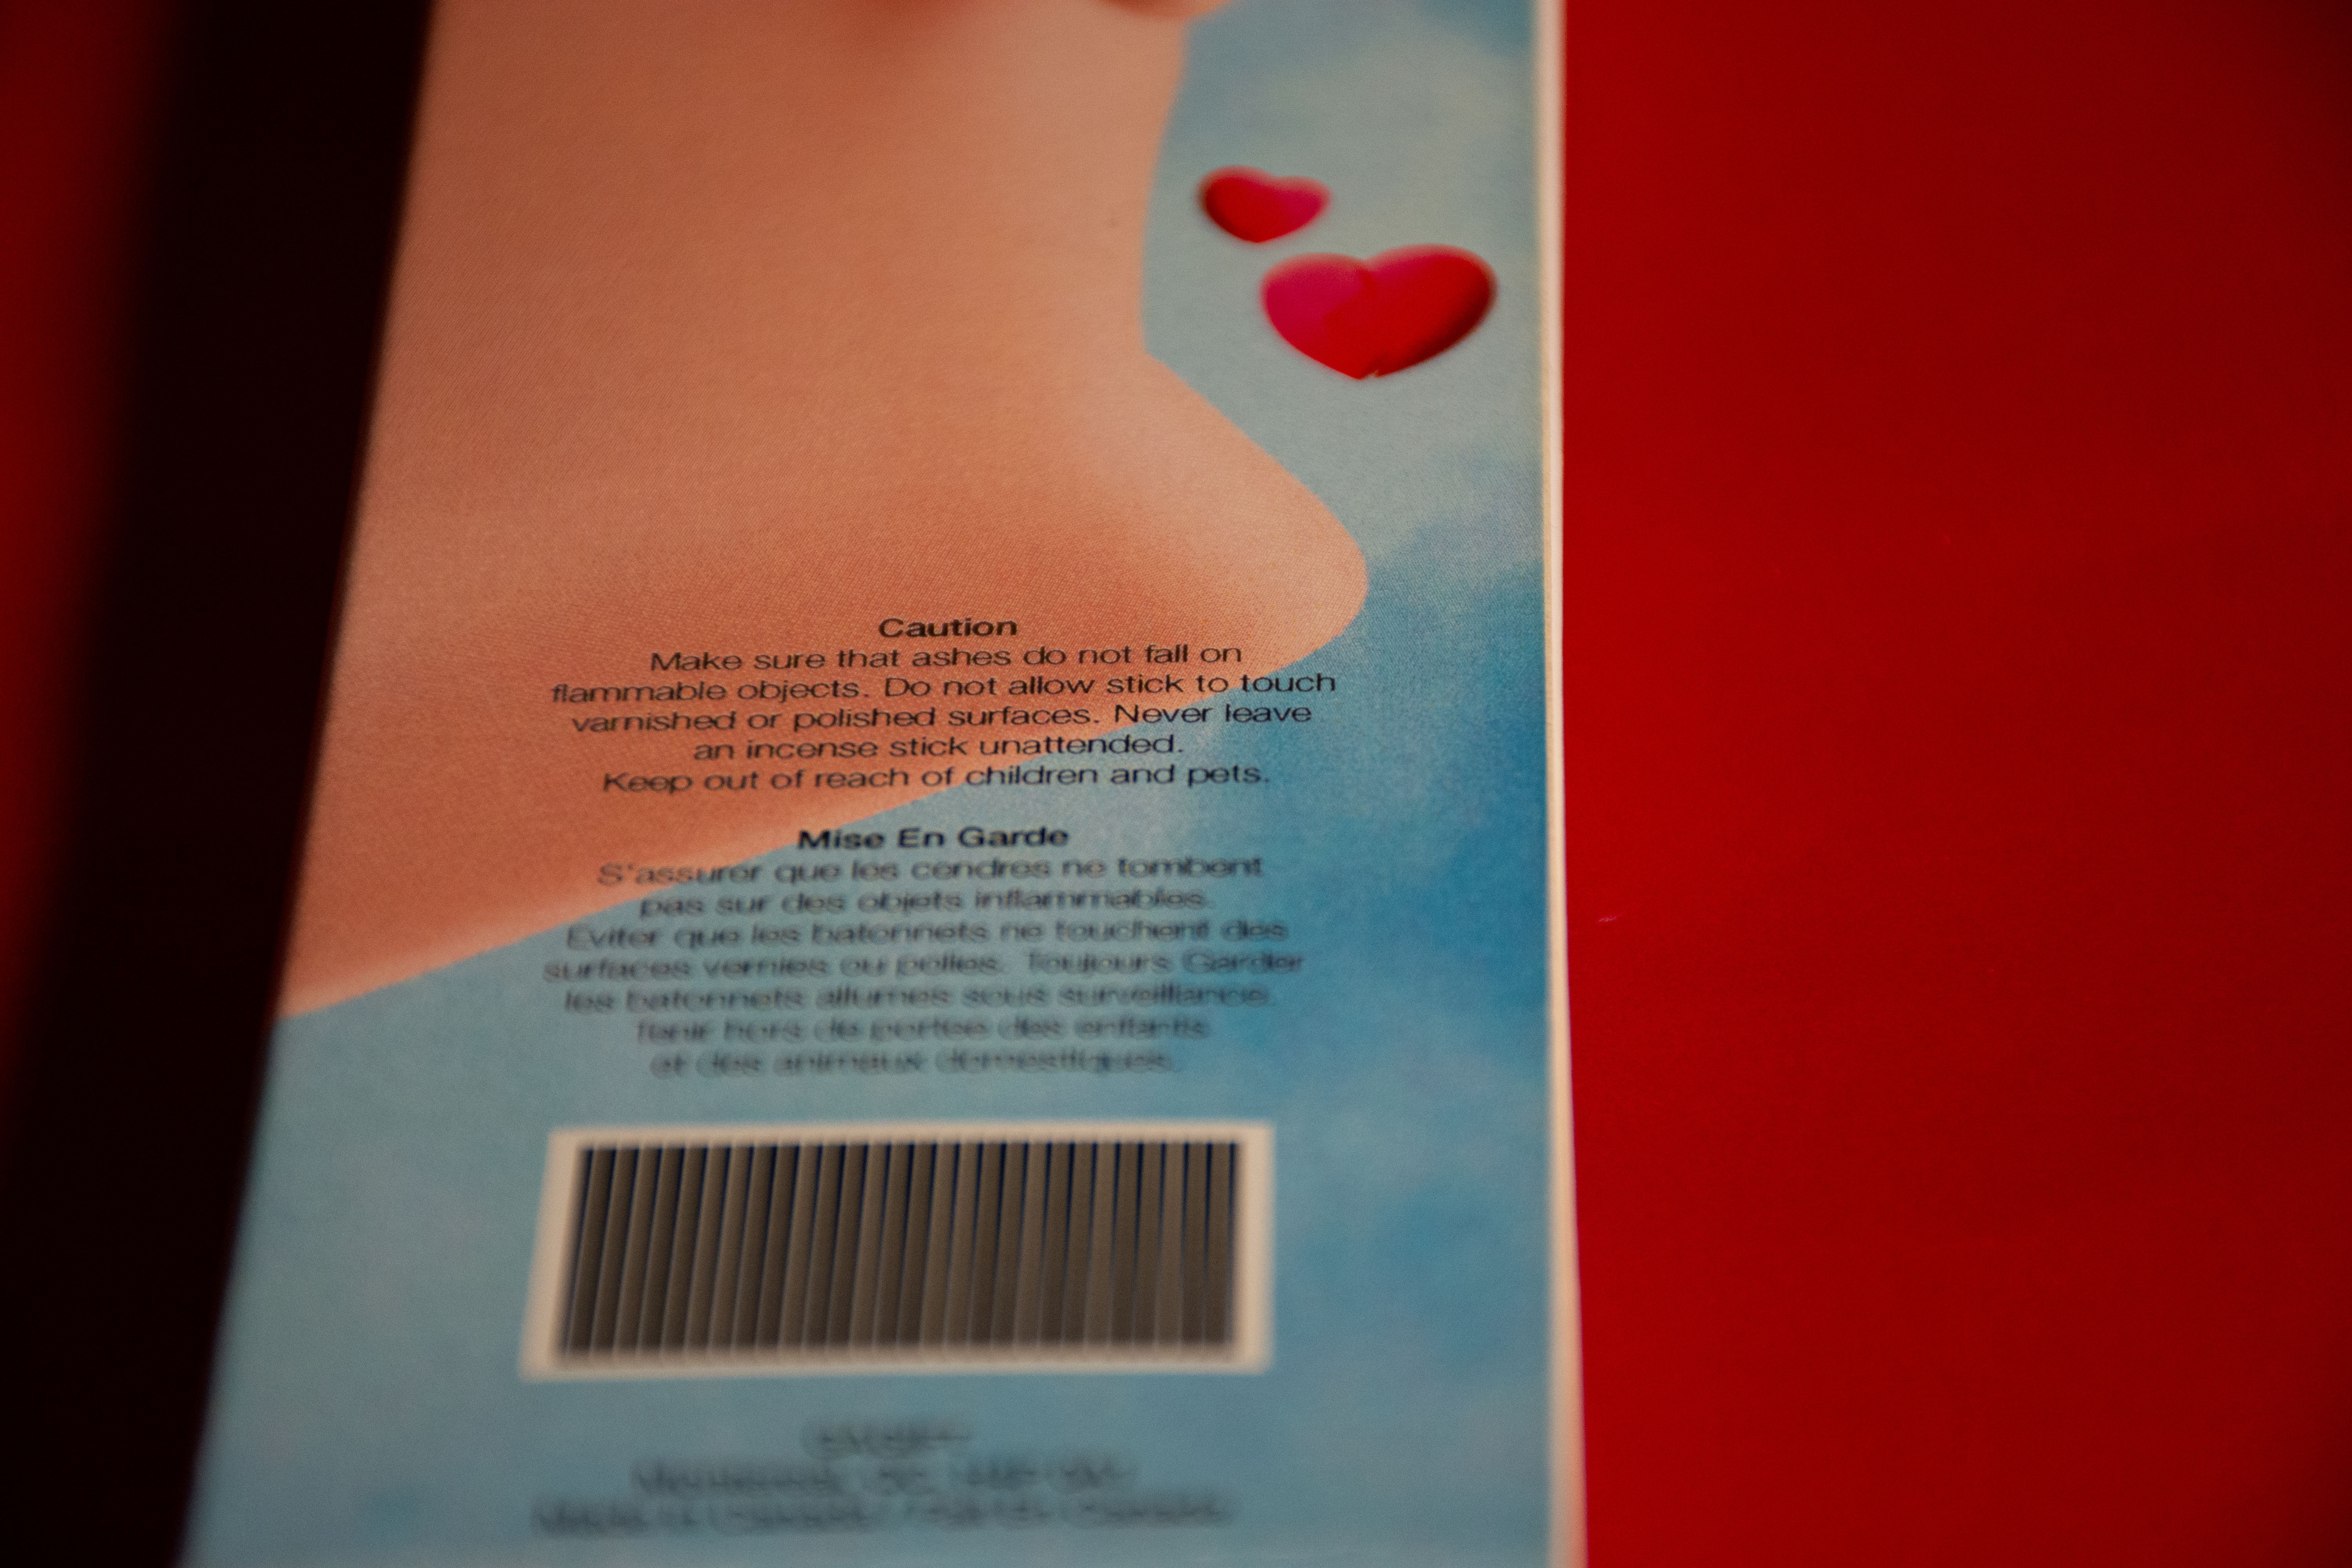 Caution
Make sure that ashes do not fall on
flammable objects. Do not allow stick to touch
varnished or polished surfaces. Never leave
an incense stick unattended.
Keep out of reach of children and pets.
Mise En Garde
S'assurer que les cendres ne tombent
pas sur des objets inflammables.
Eviter que les batonnets ne touchent des
surfaces vernies ou polies. Toujours Garder
les batonnets allumes sous surveillance.
Tenir hors de portee des enfants
et des animaux domestiques.